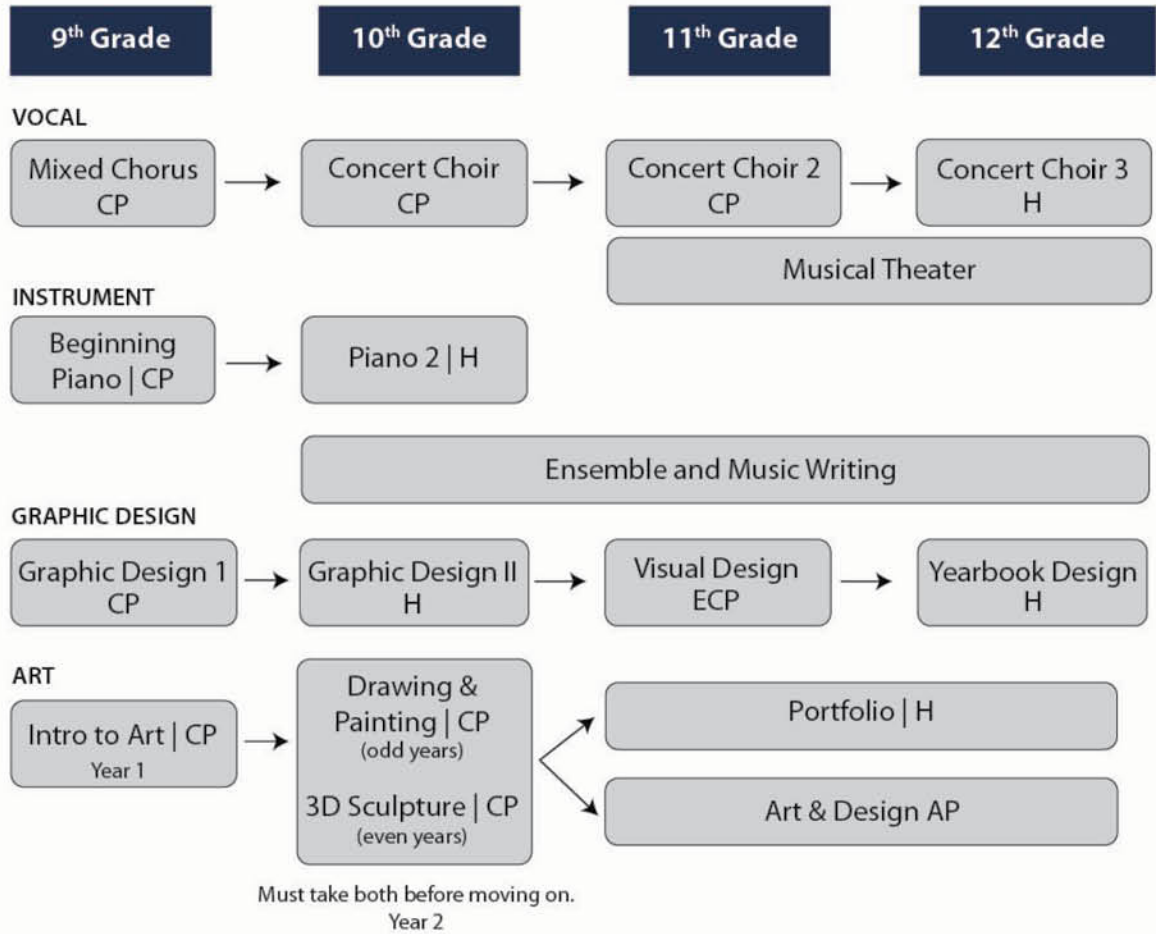 9th Grade
10th Grade
11th Grade
12th Grade
VOCAL
Mixed Chorus
CP
Concert Choir
CP
Concert Choir 2
CP
Concert Choir 3
H
Musical Theater
INSTRUMENT
Beginning
Piano | CP
Piano 2 | H
Ensemble and Music Writing
GRAPHIC DESIGN
Graphic Design 1
CP
Graphic Design II
H
Visual Design
ECP
Yearbook Design
H
ART
Intro to Art | CP
Year 1
Drawing &
Painting | CP
(odd years)
3D Sculpture | CP
(even years)
Must take both before moving on.
Year 2
Portfolio | H
Art & Design AP